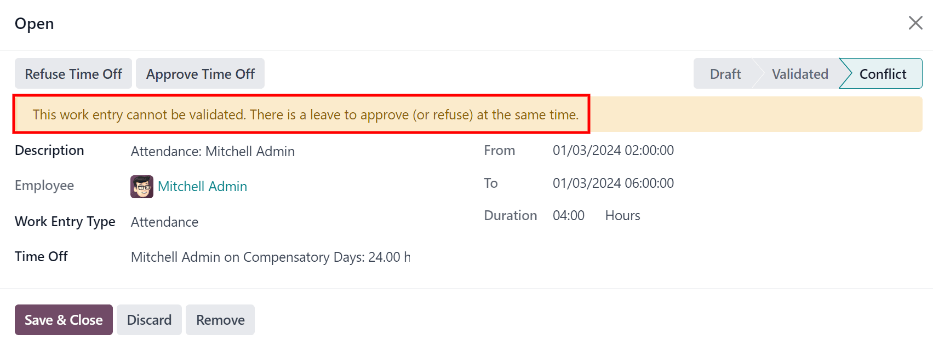 Open
Refuse Time Off Approve Time Off Draft Validated Conflict
This work entry cannot be validated. There is a leave to approve (or refuse) at the same time.
Description Attendance: Mitchell Admin From 01/03/2024 02:00:00
Employee Mitchell Admin To 01/03/2024 06:00:00
Work Entry Type Attendance Duration 04:00 Hours
Time Off Mitchell Admin on Compensatory Days: 24.00 h
Save & Close Discard Remove